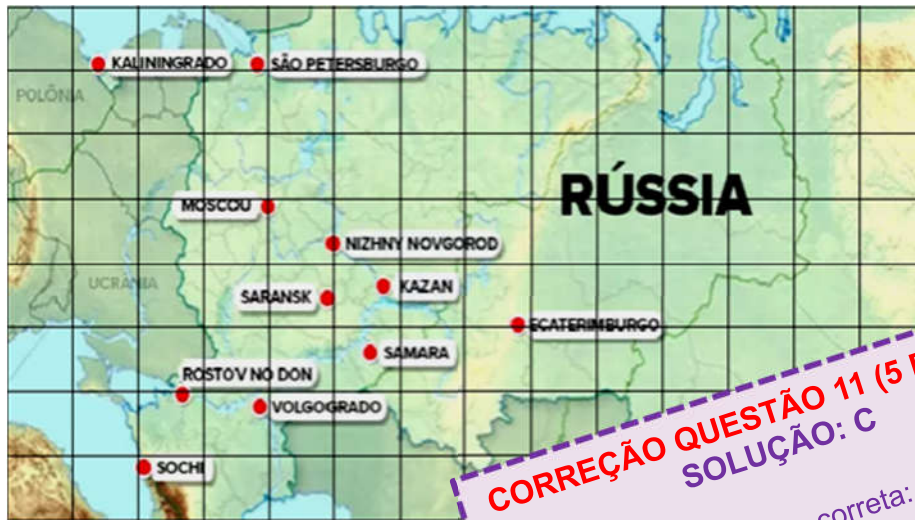 KALININGRADO
SÃO PETERSBURGO
POLÔNIA
MOSCOU
RÚSSIA
NIZHNY NOVGOROD
UCRÂNIA
KAZAN
SARANSK
ECATERIMBURGO
SAMARA
ROSTOV NO DON
VOLGOGRADO
SOCHI
CORREÇÃO QUESTÃO 11 (5
SOLUÇÃO: C
correta: